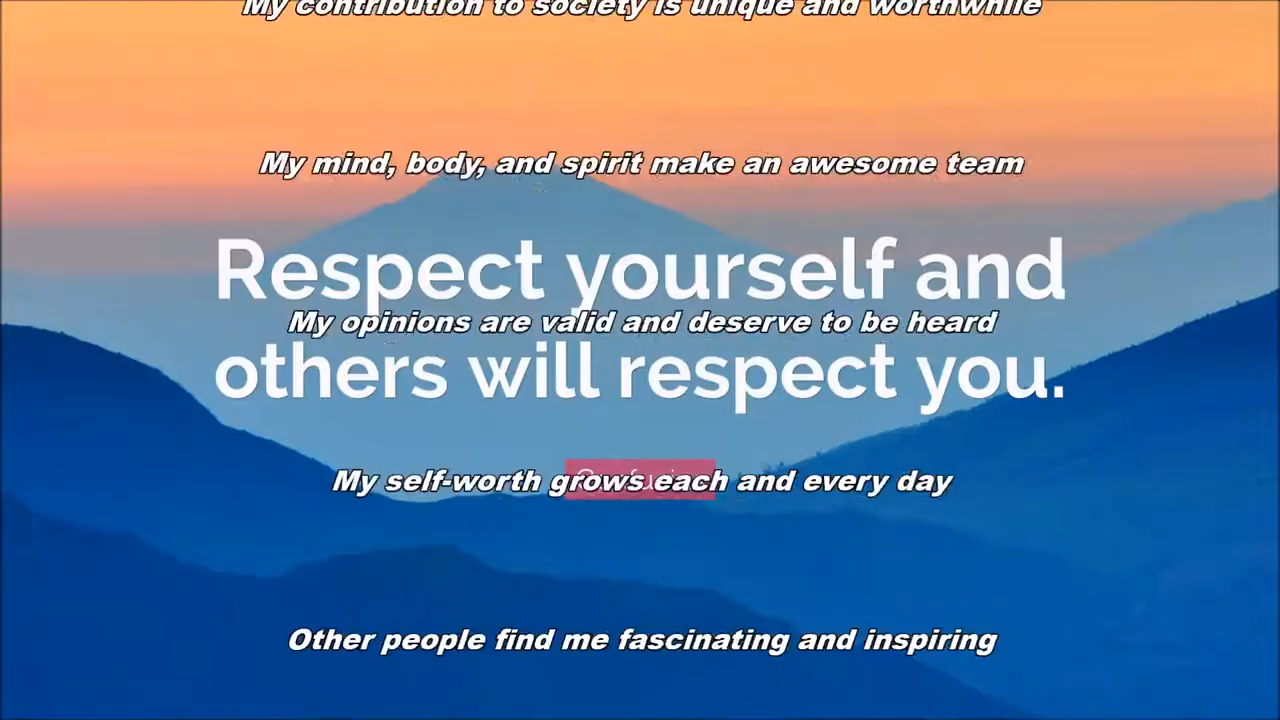 My contribution to society is unique and worthwhile
My mind, body, and spirit make an awesome team
Respect yourself and
My opinions are valid and deserve to be heard
others will respect you.
My self-worth grows each and every day
Other people find me fascinating and inspiring